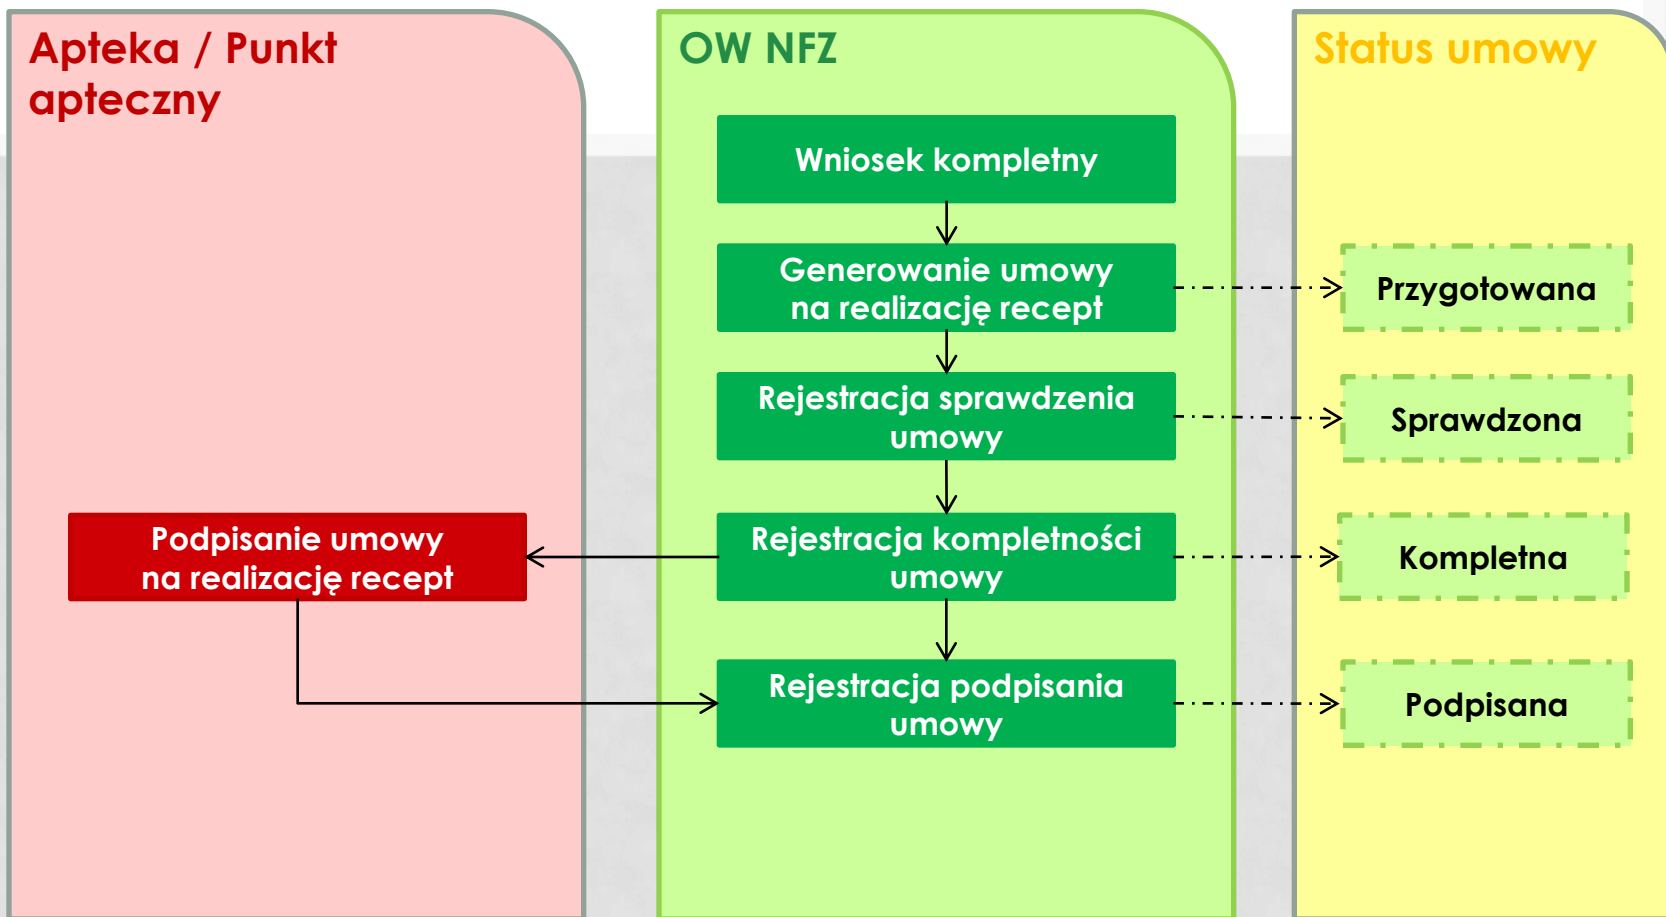 Apteka / Punkt
apteczny
OW NFZ
Status umowy
Wniosek kompletny
Generowanie umowy
na realizację recept
Przygotowana
Rejestracja sprawdzenia
umowy
Sprawdzona
Podpisanie umowy
na realizację recept
Rejestracja kompletności
umowy
Kompletna
Rejestracja podpisania
umowy
Podpisana